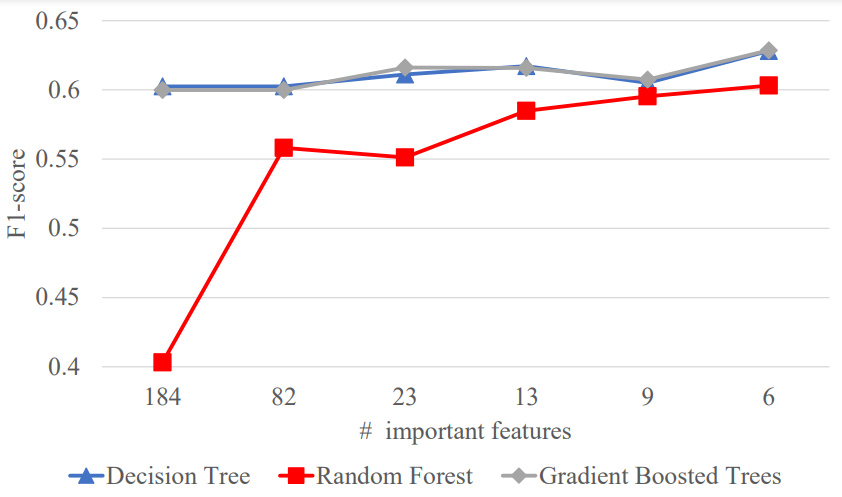 0.65
0.6
0.55
0.5
0.45
0.4
F1-score
184 82 23 13 9 6
# important features
Decision Tree Random Forest Gradient Boosted Trees